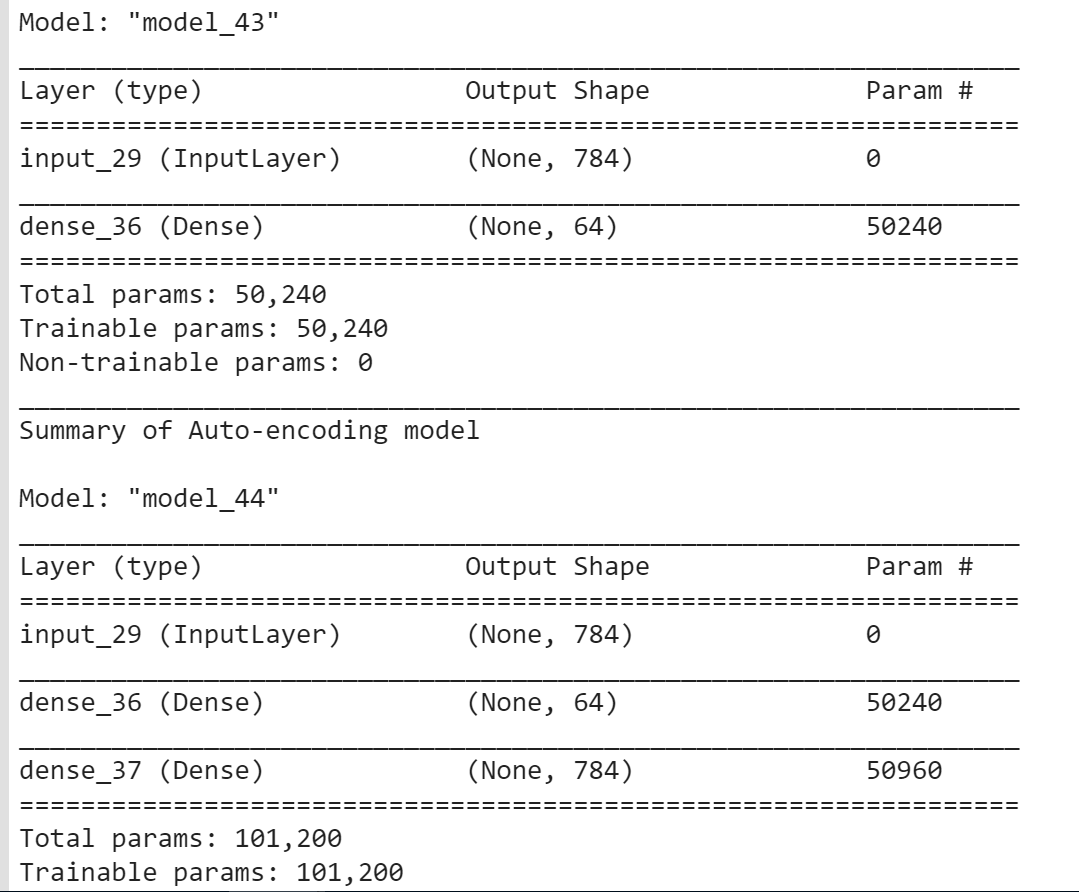 Model: "model_43"
_________________________________________________________________
Layer (type)                 Output Shape              Param #
=================================================================
input_29 (InputLayer)        (None, 784)               0
_________________________________________________________________
dense_36 (Dense)             (None, 64)                50240
=================================================================
Total params: 50,240
Trainable params: 50,240
Non-trainable params: 0
_________________________________________________________________
Summary of Auto-encoding model
Model: "model_44"
_________________________________________________________________
Layer (type)                 Output Shape              Param #
=================================================================
input_29 (InputLayer)        (None, 784)               0
_________________________________________________________________
dense_36 (Dense)             (None, 64)                50240
_________________________________________________________________
dense_37 (Dense)             (None, 784)               50960
=================================================================
Total params: 101,200
Trainable params: 101,200